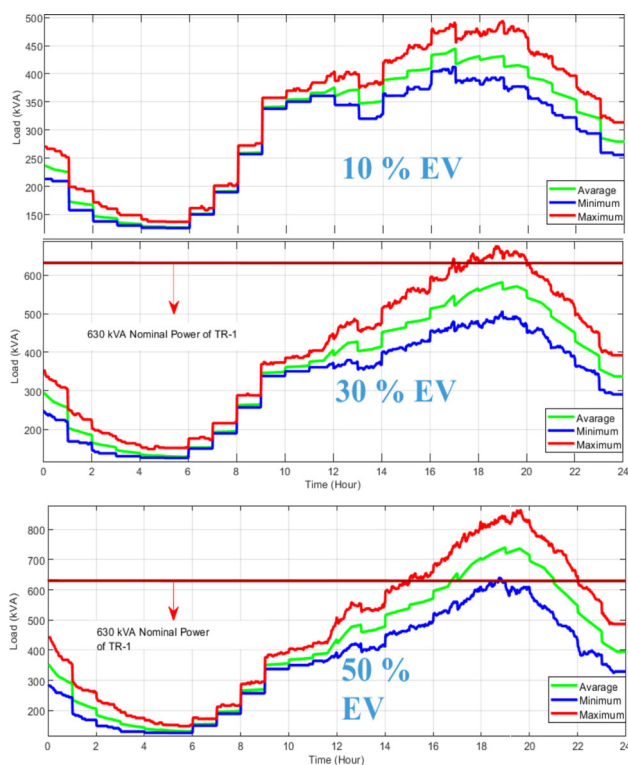 500
450
400
350
300
250
200
150
Load (kVA)
10 % EV
Avarage
Minimum
Maximum
600
500
400
300
200
Load (kVA)
630 kVA Nominal Power of TR-1
30 % EV
Avarage
Minimum
Maximum
0 2 4 6 8 10 12 14 16 18 20 22 24
Time (Hour)
800
700
600
500
400
300
200
Load (kVA)
630 kVA Nominal Power
of TR-1
50 %
EV
Avarage
Minimum
Maximum
0 2 4 6 8 10 12 14 16 18 20 22 24
Time (Hour)